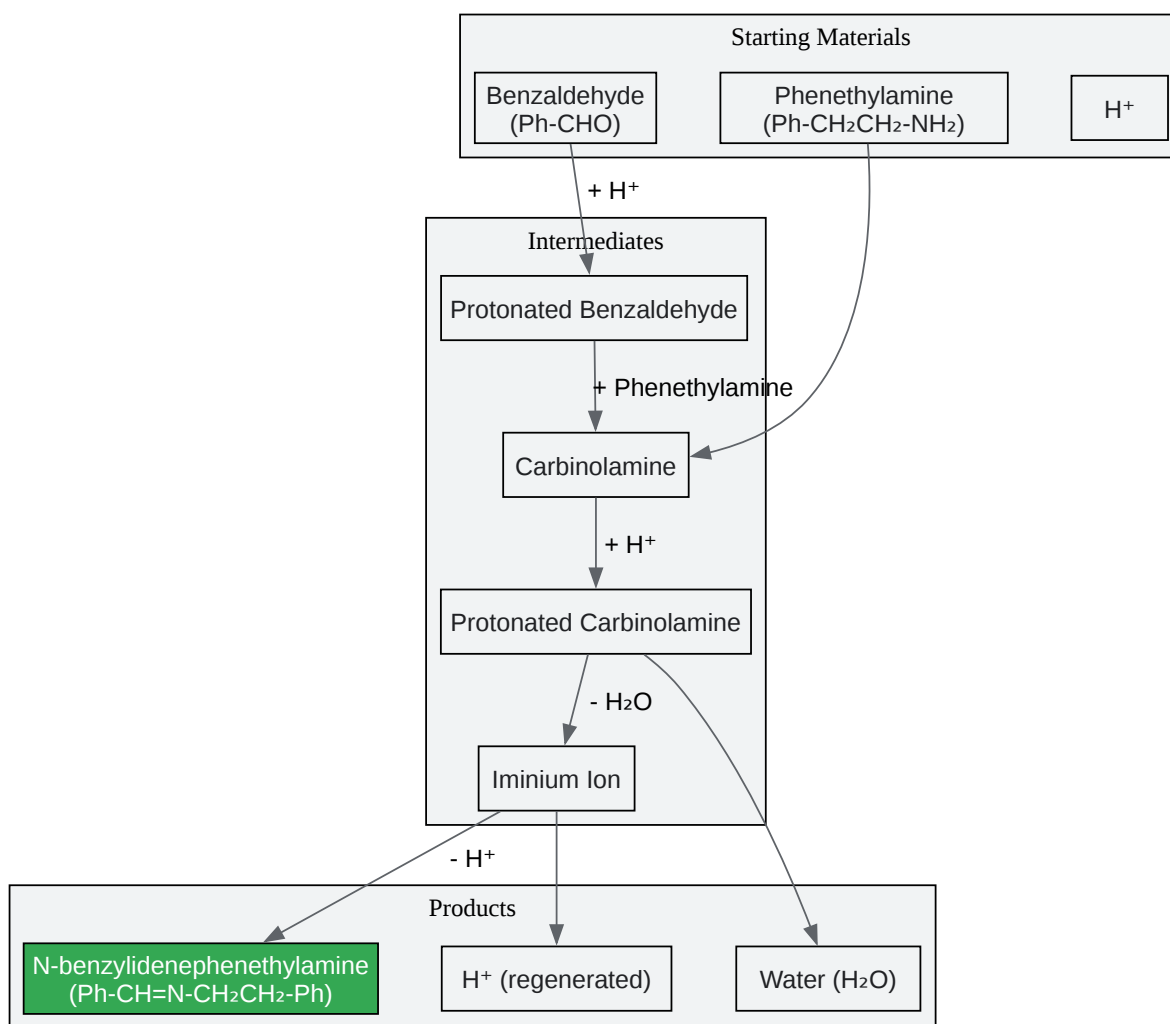 Starting Materials
Benzaldehyde
(Ph-CHO)
Phenethylamine
(Ph-CH₂CH₂-NH₂)
H⁺
+ H⁺
Intermediates
Protonated Benzaldehyde
+ Phenethylamine
Carbinolamine
+ H⁺
Protonated Carbinolamine
- H₂O
Iminium Ion
- H⁺
Products
N-benzylidenephenethylamine
(Ph-CH=N-CH₂CH₂-Ph)
H⁺ (regenerated)
Water (H₂O)